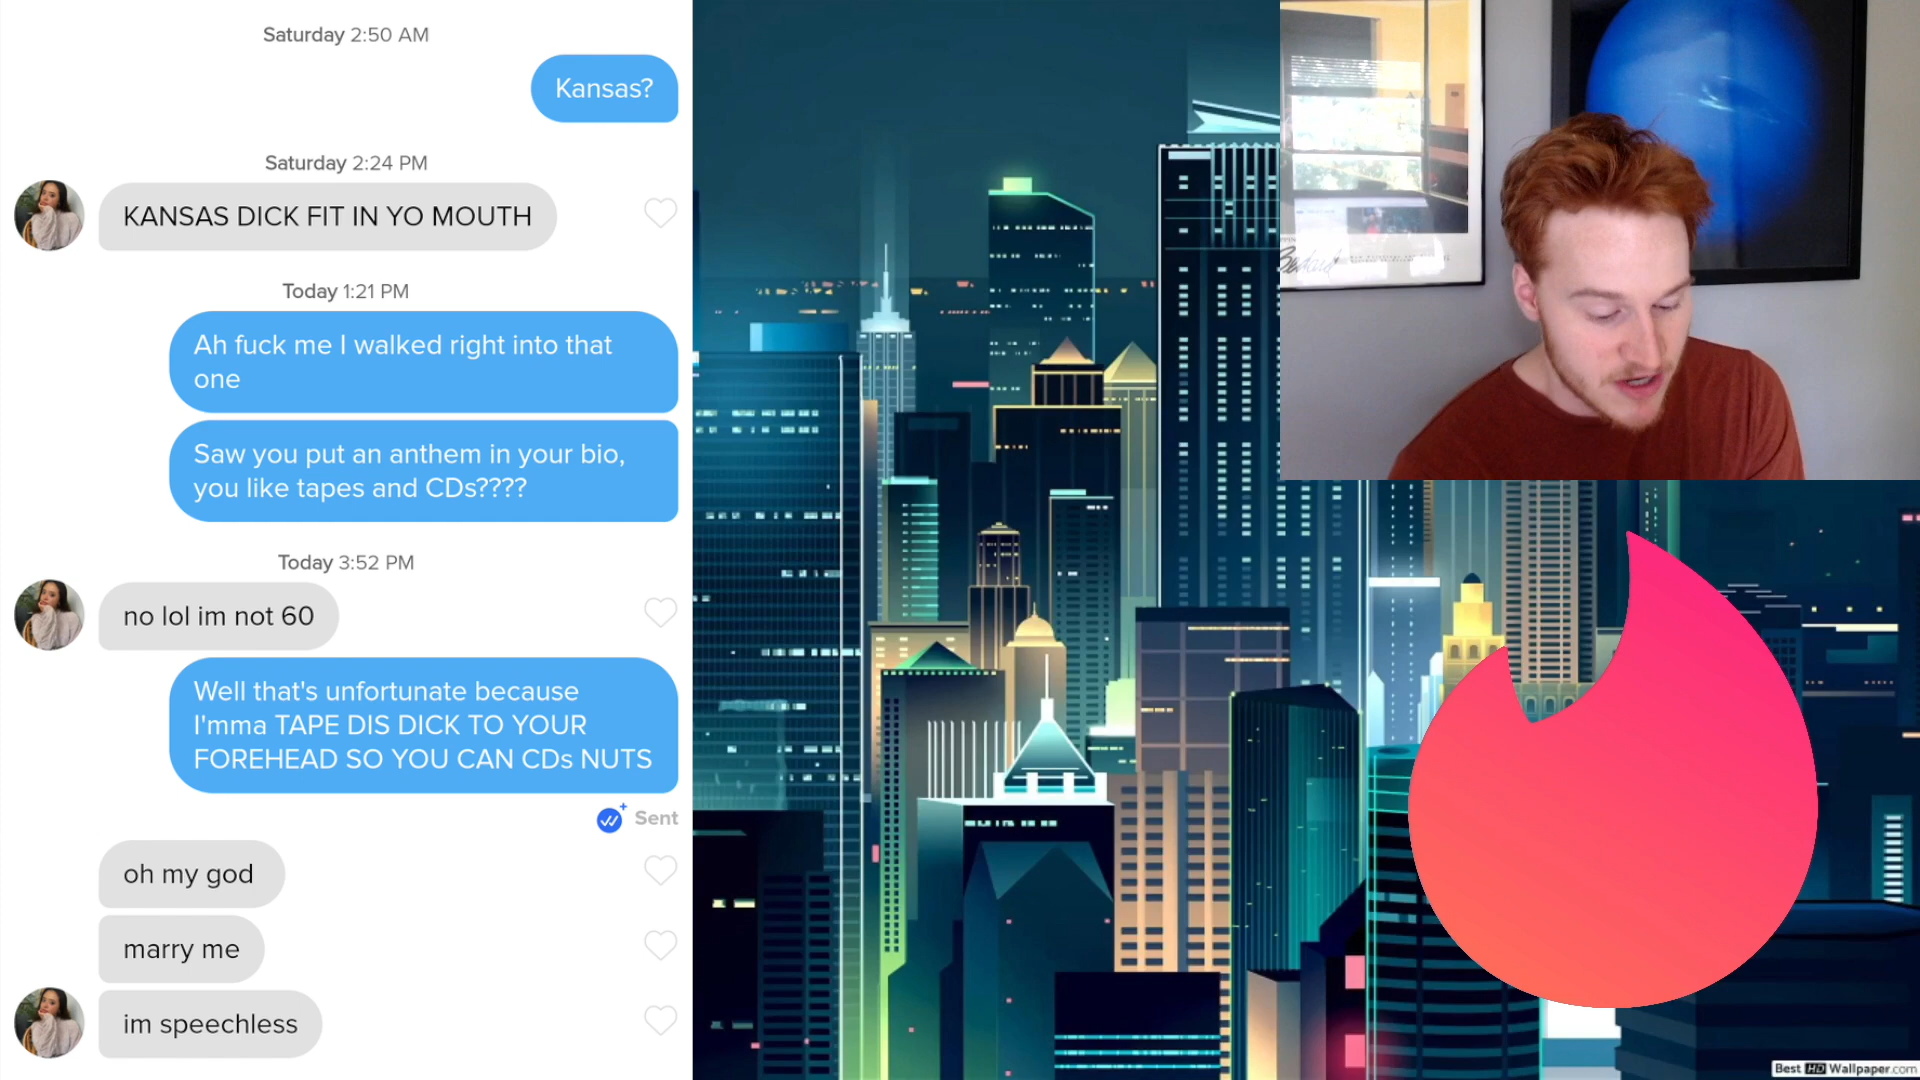 Saturday 2:50 AM
Kansas?
Saturday 2:24 PM
KANSAS DICK FIT IN YO MOUTH
Today 1:21 PM
Ah fuck me I walked right into that
one
Saw you put an anthem in your bio,
you like tapes and CDs????
Today 3:52 PM
no lol im not 60
Well that's unfortunate because
I'mma TAPE DIS DICK TO YOUR
FOREHEAD SO YOU CAN CDs NUTS
Sent
oh my god
marry me
im speechless
Best HD Wallpaper.com